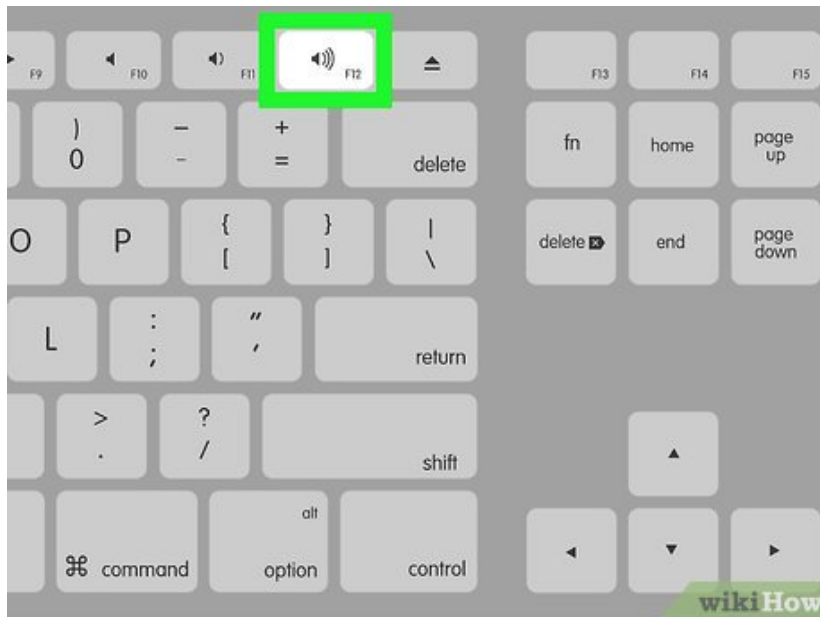 F9 F10 F11 F12 F13 F14 F15
) - + fn home page up
0 - = delete
O P { } | delete end page down
[ ] \
L : " return
; '
> ? shift
. /
alt
⌘ command option control
wikiHow